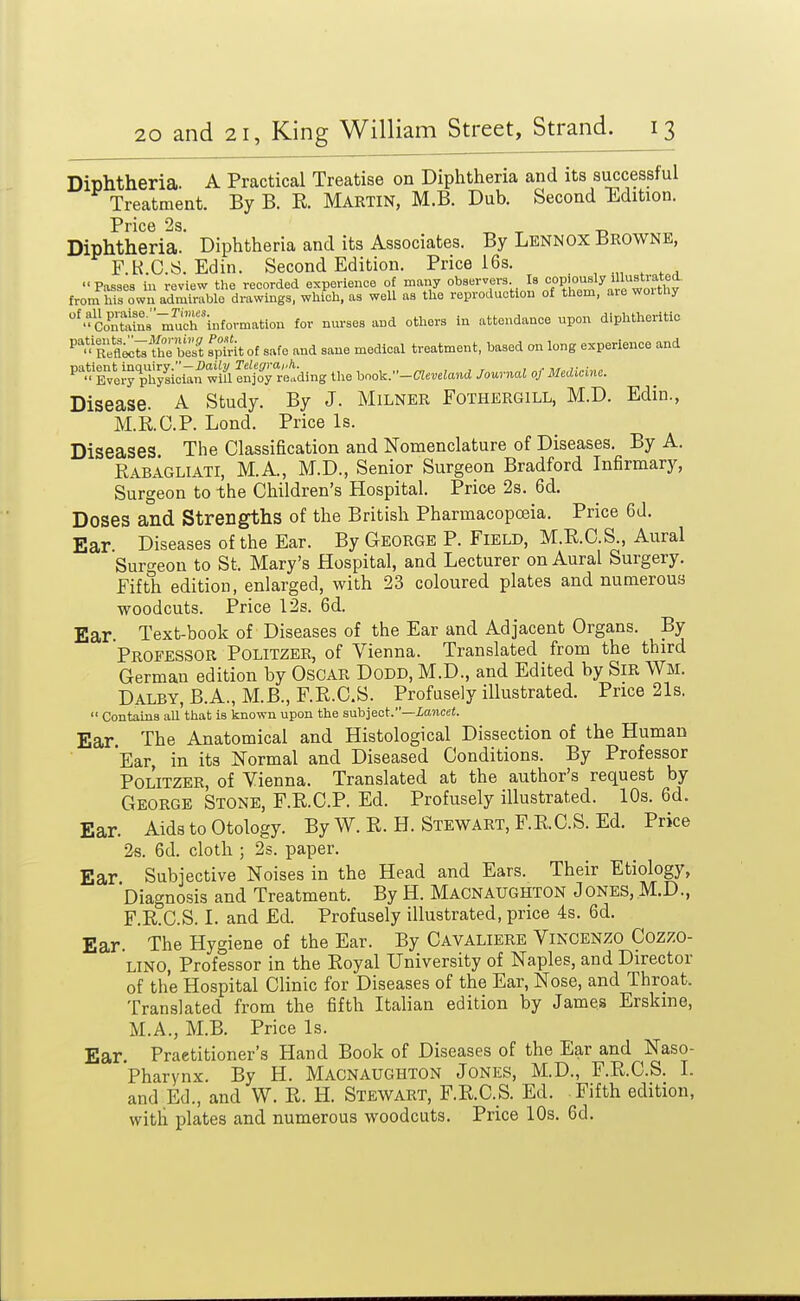 20 and 21, King William Street, Strand. 13
Diphtheria. A Practical Treatise on Diphtheria and its successful
Treatment. By B. R. Martin, M.B. Dub. Second Edition.
Price 2s.
Diphtheria. Diphtheria and its Associates. By Lennox Browne,
F.R.C.S. Edin. Second Edition. Price 16s.
"Passes in review the recorded experience of many observers. Is copiously illustrated
from his own admirable drawings, which, as well as the reproduction of them, are worthy
of all praise."—Times.
"Contains much information for nurses and others in attendance upon diphtheritic
patients."—Morning Post.
"Reflects the best spirit of safe and sane medical treatment, based on long experience and
patient inquiry."—Daily Telegraph.
"Every physician will enjoy reading the book."—Cleveland Journal of Medicine.
Disease. A Study. By J. Milner Fothergill, M.D. Edin.,
M.R.C.P. Lond. Price 1s.
Diseases. The Classification and Nomenclature of Diseases. By A.
Rabagliati, M.A., M.D., Senior Surgeon Bradford Infirmary,
Surgeon to the Children's Hospital. Price 2s. 6d.
Doses and Strengths of the British Pharmacopœia. Price 6d.
Ear. Diseases of the Ear. By George P. Field, M.R.C.S., Aural
Surgeon to St. Mary's Hospital, and Lecturer on Aural Surgery.
Fifth edition, enlarged, with 23 coloured plates and numerous
woodcuts. Price 12s. 6d.
Ear. Text-book of Diseases of the Ear and Adjacent Organs. By
Professor Politzer, of Vienna. Translated from the third
German edition by Oscar Dodd, M.D., and Edited by Sir Wm.
Dalby, B.A., M.B., F.R.C.S. Profusely illustrated. Price 21s.
"Contains all that is known upon the subject."—Lancet.
Ear. The Anatomical and Histological Dissection of the Human
Ear, in its Normal and Diseased Conditions. By Professor
Politzer, of Vienna. Translated at the author's request by
George Stone, F.R.C.P. Ed. Profusely illustrated. 10s. 6d.
Ear. Aids to Otology. By W. R. H. Stewart, F.R.C.S. Ed. Price
2s. 6d. cloth ; 2s. paper.
Ear. Subjective Noises in the Head and Ears. Their Etiology,
Diagnosis and Treatment. By H. Macnaughton Jones, M.D.,
F.R.C.S. I. and Ed. Profusely illustrated, price 4s. 6d.
Ear. The Hygiene of the Ear. By Cavaliere Vincenzo Cozzo-
lino, Professor in the Royal University of Naples, and Director
of the Hospital Clinic for Diseases of the Ear, Nose, and Throat.
Translated from the fifth Italian edition by James Erskine,
M.A., M.B. Price 1s.
Ear. Practitioner's Hand Book of Diseases of the Ear and Naso-
Pharynx. By H. Macnaughton Jones, M.D., F.R.C.S. I.
and Ed., and W. R. H. Stewart, F.R.C.S. Ed. Fifth edition,
with plates and numerous woodcuts. Price 10s. 6d.